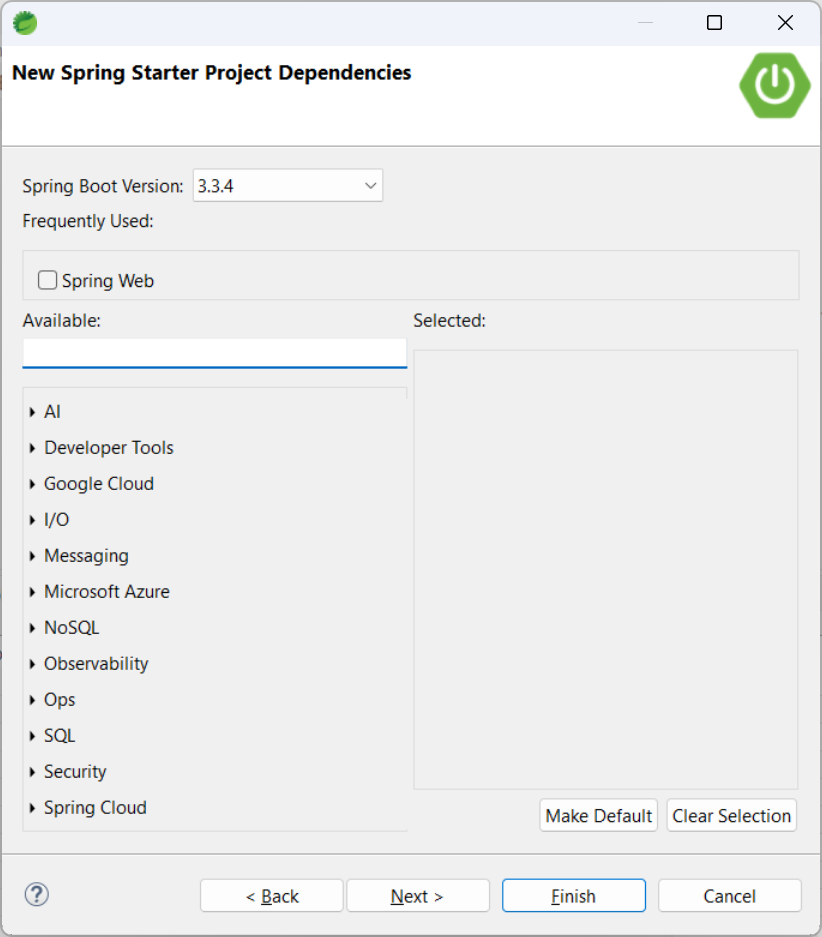 New Spring Starter Project Dependencies
Spring Boot Version: 3.3.4
Frequently Used:
Spring Web
Available: Selected:
AI
Developer Tools
Google Cloud
I/O
Messaging
Microsoft Azure
NoSQL
Observability
Ops
SQL
Security
Spring Cloud
Make Default Clear Selection
? < Back Next > Finish Cancel